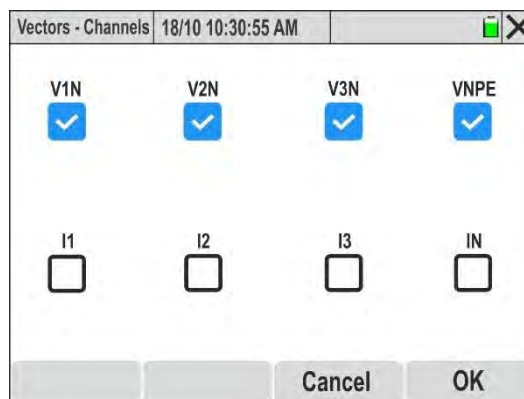 Vectors - Channels 18/10 10:30:55 AM
V1N V2N V3N VNPE
I1 I2 I3 IN
Cancel OK